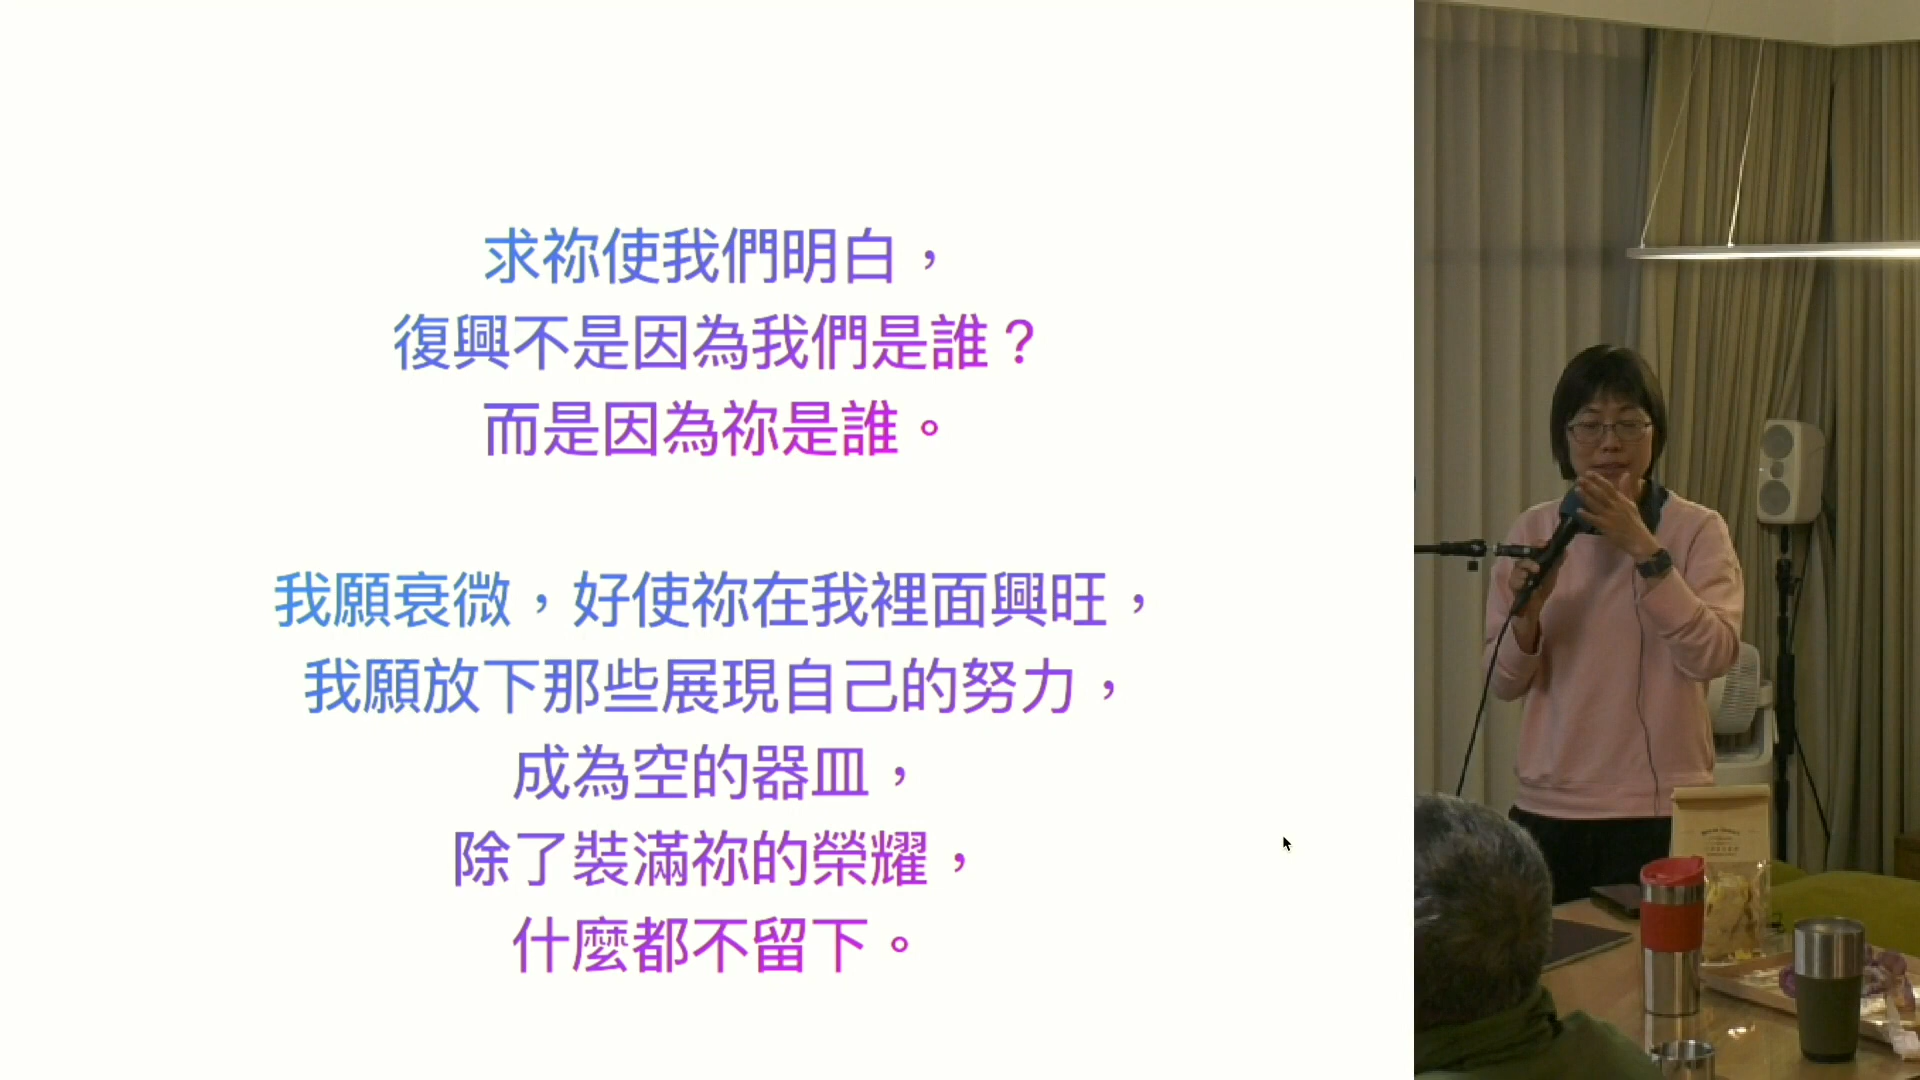 求祢使我們明白，
復興不是因為我們是誰？
而是因為祢是誰。
我願衰微，好使祢在我裡面興旺，
我願放下那些展現自己的努力，
成為空的器皿，
除了裝滿祢的榮耀，
什麼都不留下。